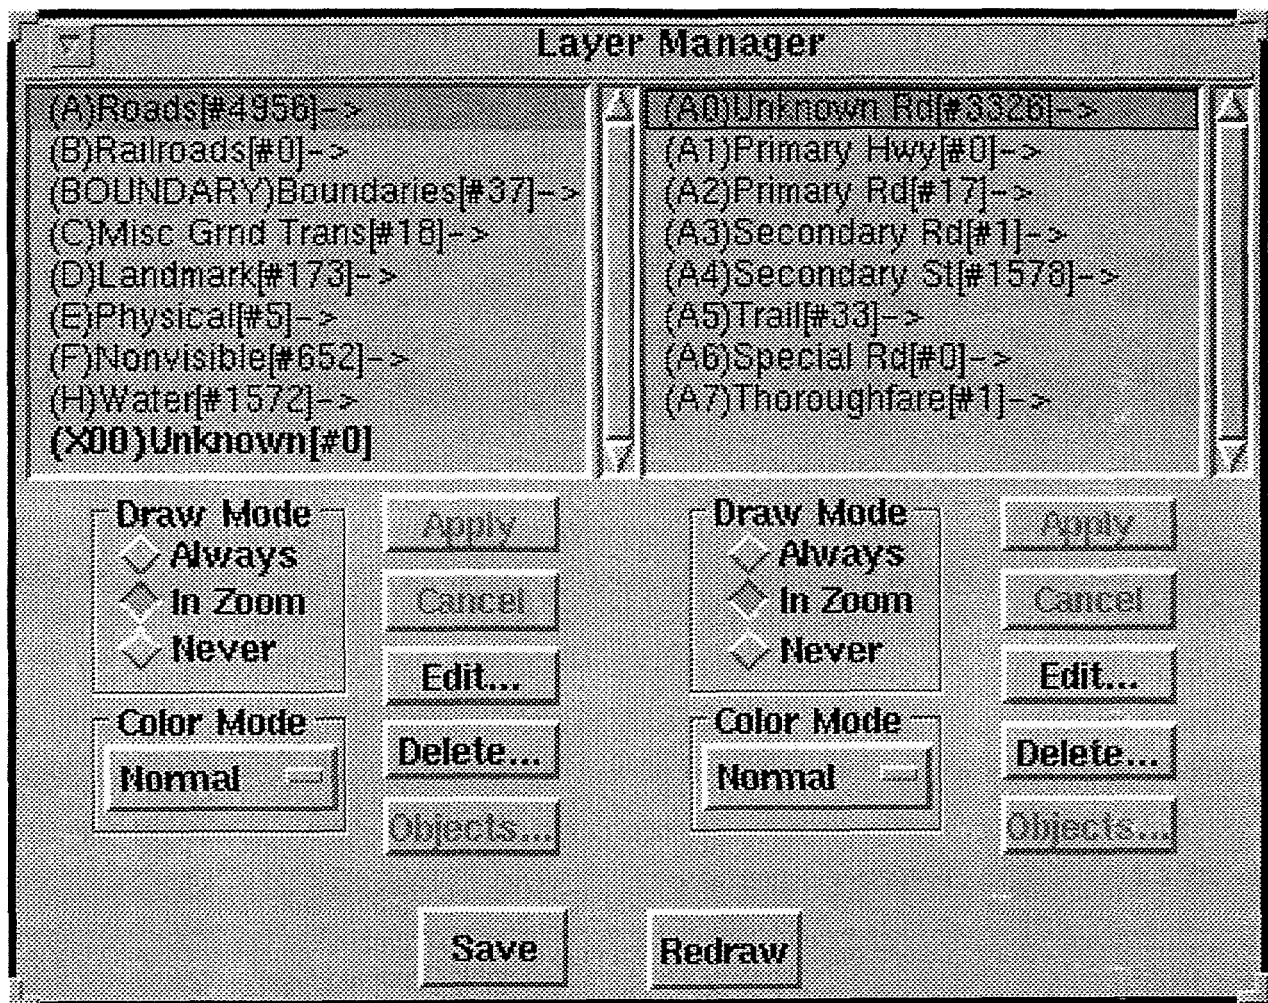 Layer Manager
(A)Roads[#4956]->
(B)Railroads[#0]->
(BOUNDARY)Boundaries[#37]->
(C)Misc Grnd Trans[#18]->
(D)Landmark[#173]->
(E)Physical[#5]->
(F)Nonvisible[#652]->
(H)Water[#1572]->
(X00)Unknown[#0]
(A0)Unknown Rd[#3326]->
(A1)Primary Hwy[#0]->
(A2)Primary Rd[#17]->
(A3)Secondary Rd[#1]->
(A4)Secondary St[#1578]->
(A5)Trail[#33]->
(A6)Special Rd[#0]->
(A7)Thoroughfare[#1]->
Draw Mode
Always
In Zoom
Never
Color Mode
Normal
Apply
Cancel
Edit...
Delete...
Objects...
Draw Mode
Always
In Zoom
Never
Color Mode
Normal
Apply
Cancel
Edit...
Delete...
Objects...
Save
Redraw